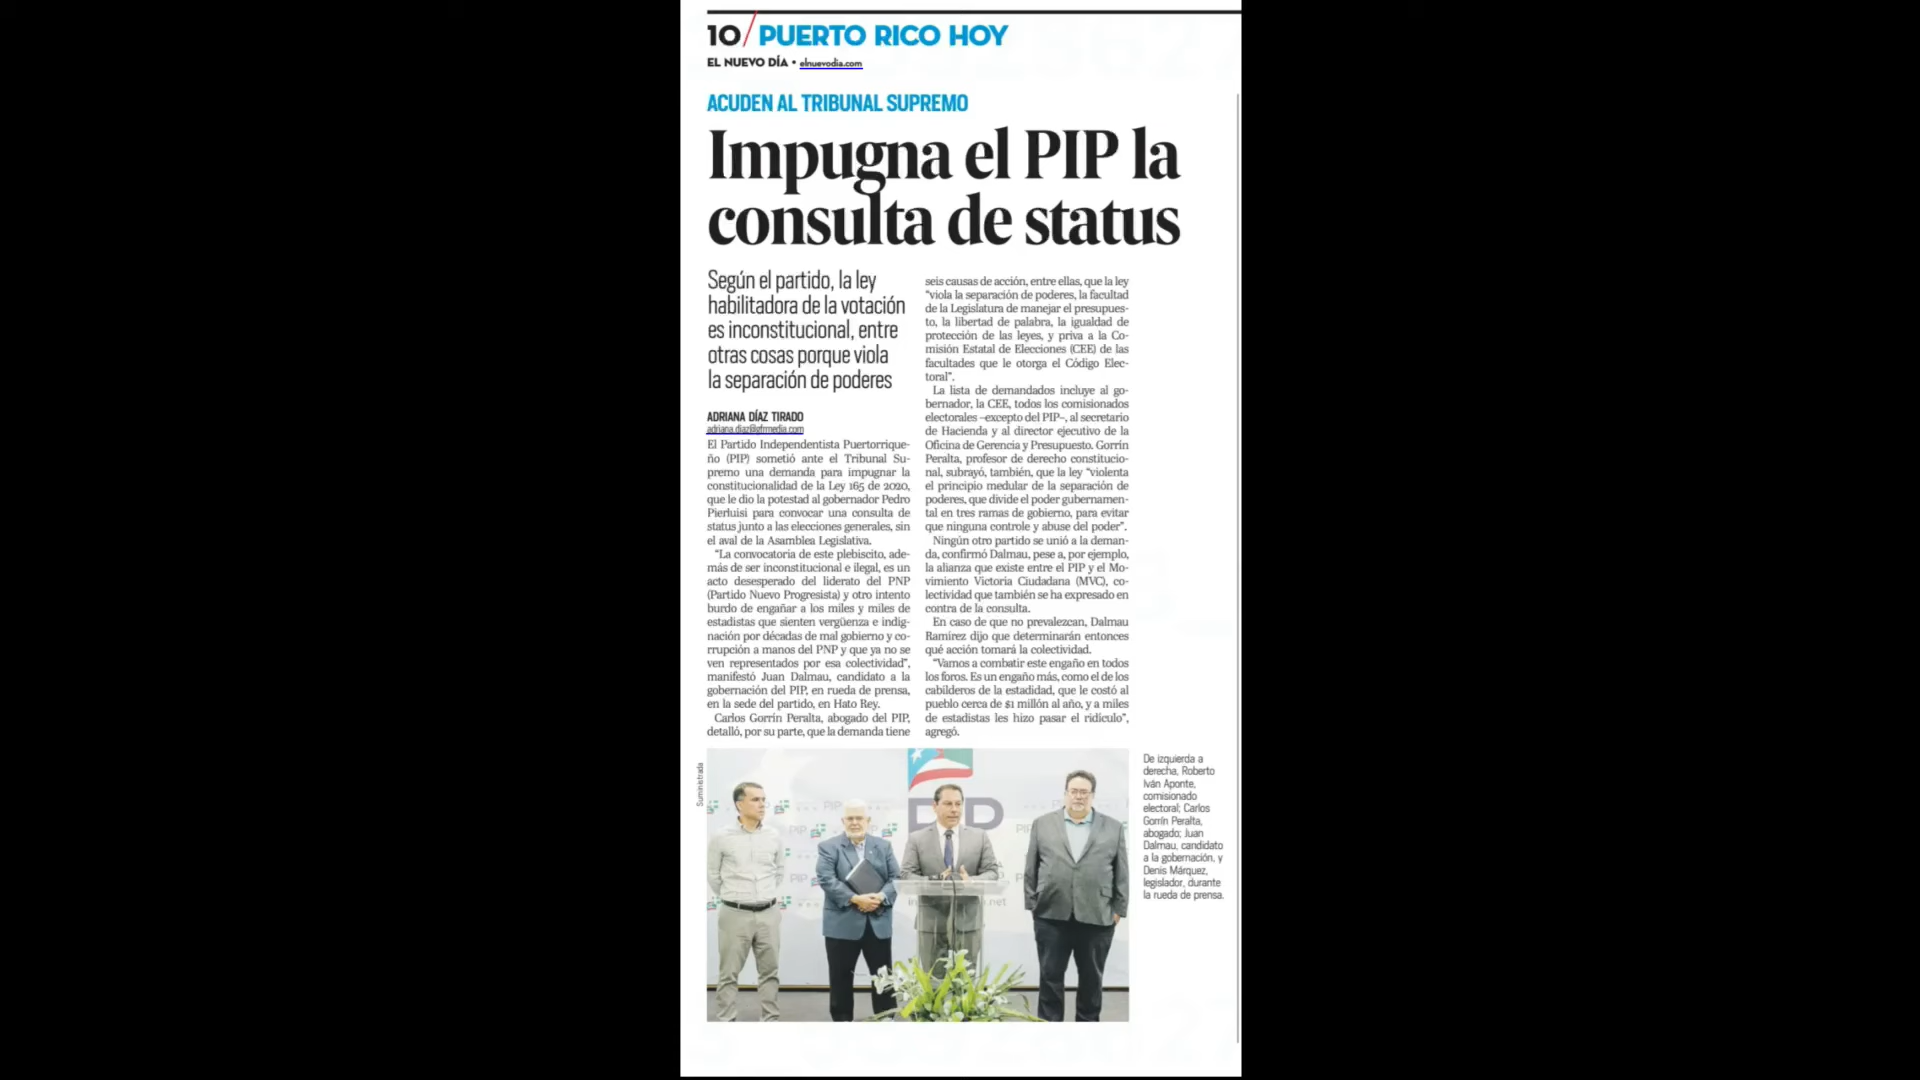 10/PUERTO RICO HOY
EL NUEVO DÍA • elnuevodia.com
ACUDEN AL TRIBUNAL SUPREMO
Impugna el PIP la
consulta de status
Según el partido, la ley
habilitadora de la votación
es inconstitucional, entre
otras cosas porque viola
la separación de poderes
ADRIANA DÍAZ TIRADO
adriana.diaz@gfrmedia.com
El Partido Independentista Puertorrique-
ño (PIP) sometió ante el Tribunal Su-
premo una demanda para impugnar la
constitucionalidad de la Ley 165 de 2020,
que le dio la potestad al gobernador Pedro
Pierluisi para convocar una consulta de
status junto a las elecciones generales, sin
el aval de la Asamblea Legislativa.
“La convocatoria de este plebiscito, ade-
más de ser inconstitucional e ilegal, es un
acto desesperado del liderato del PNP
(Partido Nuevo Progresista) y otro intento
burdo de engañar a los miles y miles de
estadistas que sienten vergüenza e indig-
nación por décadas de mal gobierno y co-
rrupción a manos del PNP y que ya no se
ven representados por esa colectividad”,
manifestó Juan Dalmau, candidato a la
gobernación del PIP, en rueda de prensa,
en la sede del partido, en Hato Rey.
Carlos Gorrín Peralta, abogado del PIP,
detalló, por su parte, que la demanda tiene
seis causas de acción, entre ellas, que la ley
“viola la separación de poderes, la facultad
de la Legislatura de manejar el presupues-
to, la libertad de palabra, la igualdad de
protección de las leyes, y priva a la Co-
misión Estatal de Elecciones (CEE) de las
facultades que le otorga el Código Elec-
toral”.
La lista de demandados incluye al go-
bernador, la CEE, todos los comisionados
electorales –excepto del PIP–, al secretario
de Hacienda y al director ejecutivo de la
Oficina de Gerencia y Presupuesto. Gorrín
Peralta, profesor de derecho constitucio-
nal, subrayó, también, que la ley “violenta
el principio medular de la separación de
poderes, que divide el poder gubernamen-
tal en tres ramas de gobierno, para evitar
que ninguna controle y abuse del poder”.
Ningún otro partido se unió a la deman-
da, confirmó Dalmau, pese a, por ejemplo,
la alianza que existe entre el PIP y el Mo-
vimiento Victoria Ciudadana (MVC), co-
lectividad que también se ha expresado en
contra de la consulta.
En caso de que no prevalezcan, Dalmau
Ramírez dijo que determinarán entonces
qué acción tomará la colectividad.
“Vamos a combatir este engaño en todos
los foros. Es un engaño más, como el de los
cabilderos de la estadidad, que le costó al
pueblo cerca de $1 millón al año, y a miles
de estadistas les hizo pasar el ridículo”,
agregó.
Suministrada
PIP
PIP
PIP
PIP
De izquierda a
derecha, Roberto
Iván Aponte,
comisionado
electoral; Carlos
Gorrín Peralta,
abogado; Juan
Dalmau, candidato
a la gobernación, y
Denis Márquez,
legislador, durante
la rueda de prensa.